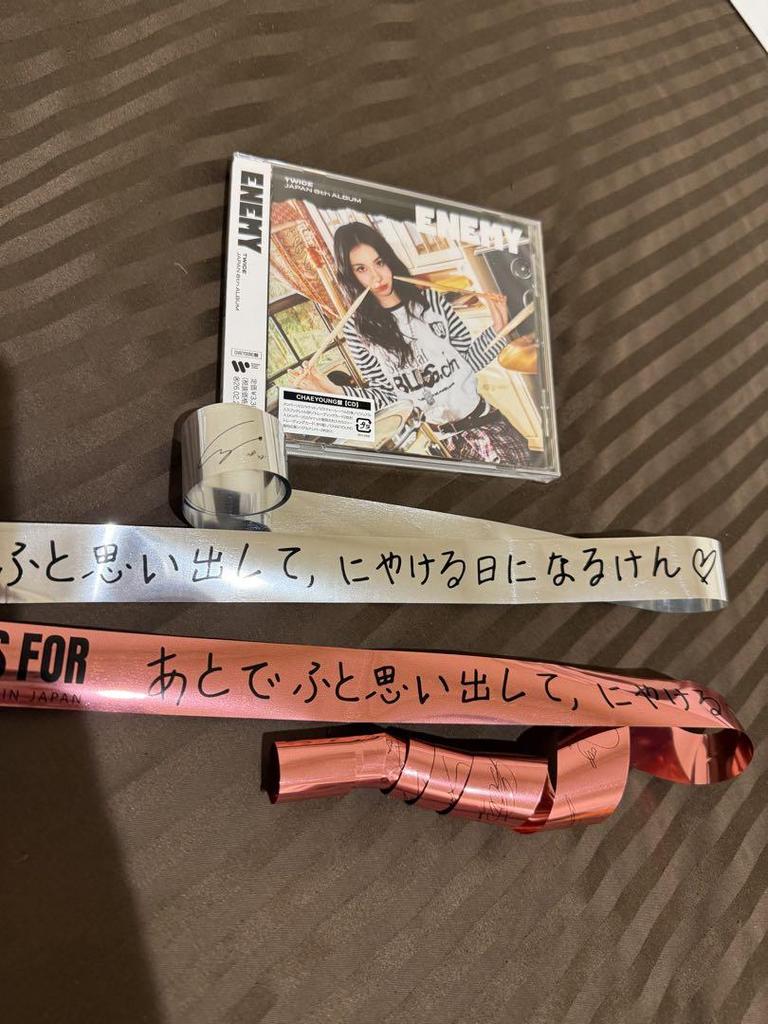 ENEMY
TWICE
JAPAN 6th ALBUM
TWICE
JAPAN 6th ALBUM
ENEMY
CHAEYOUNG盤【CD】
ふと思い出して, にやける日になるけん♡
S FOR
IN JAPAN
あとでふと思い出して, にやける